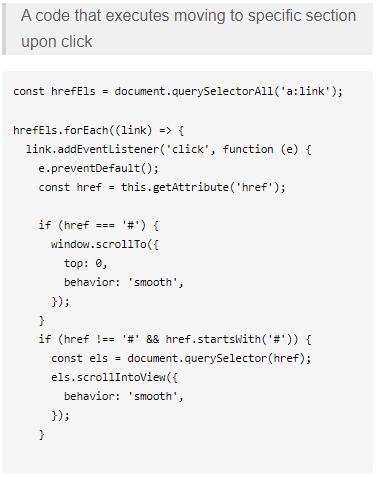 A code that executes moving to specific section
upon click
const hrefEls = document.querySelectorAll('a:link');
hrefEls.forEach((link) => {
  link.addEventListener('click', function (e) {
    e.preventDefault();
    const href = this.getAttribute('href');
    if (href === '#') {
      window.scrollTo({
        top: 0,
        behavior: 'smooth',
      });
    }
    if (href !== '#' && href.startsWith('#')) {
      const els = document.querySelector(href);
      els.scrollIntoView({
        behavior: 'smooth',
      });
    }